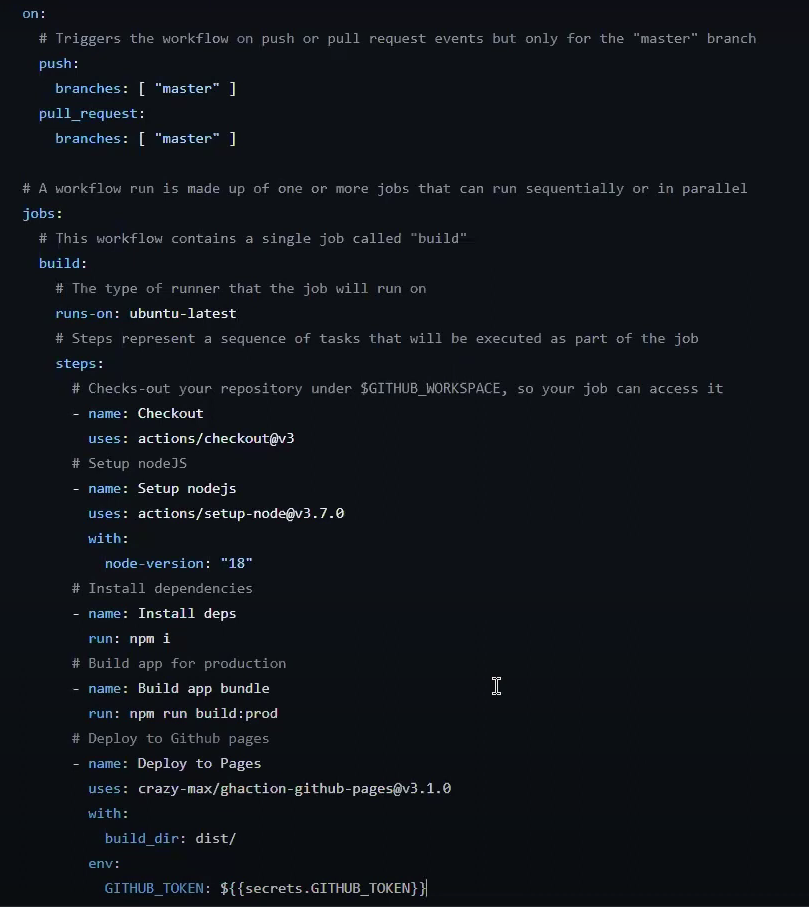 on:
# Triggers the workflow on push or pull request events but only for the "master" branch
push:
branches: [ "master" ]
pull_request:
branches: [ "master" ]
# A workflow run is made up of one or more jobs that can run sequentially or in parallel
jobs:
# This workflow contains a single job called "build"
build:
# The type of runner that the job will run on
runs-on: ubuntu-latest
# Steps represent a sequence of tasks that will be executed as part of the job
steps:
# Checks-out your repository under $GITHUB_WORKSPACE, so your job can access it
- name: Checkout
uses: actions/checkout@v3
# Setup nodeJS
- name: Setup nodejs
uses: actions/setup-node@v3.7.0
with:
node-version: "18"
# Install dependencies
- name: Install deps
run: npm i
# Build app for production
- name: Build app bundle
run: npm run build:prod
# Deploy to Github pages
- name: Deploy to Pages
uses: crazy-max/ghaction-github-pages@v3.1.0
with:
build_dir: dist/
env:
GITHUB_TOKEN: ${{secrets.GITHUB_TOKEN}}